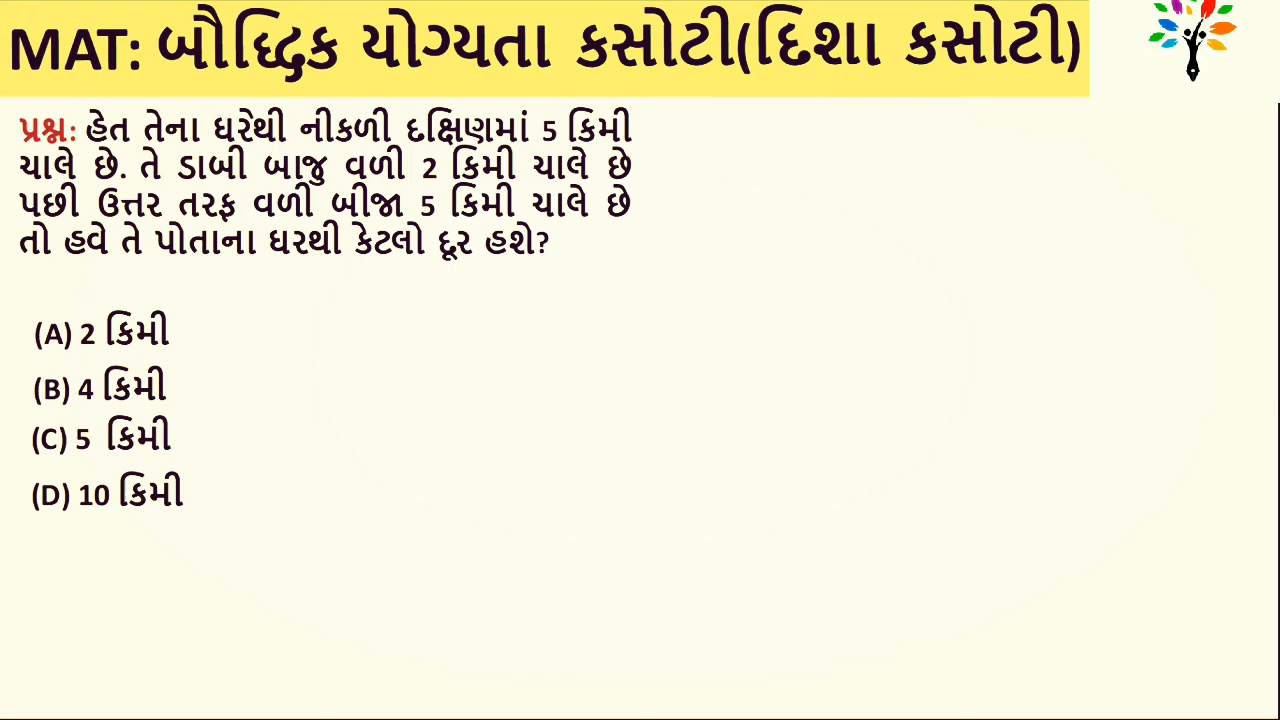 MAT: બૌદ્ધિક યોગ્યતા કસોટી(દિશા કસોટી)
પ્રશ્ન: હેત તેના ઘરેથી નીકળી દક્ષિણમાં 5 કિમી
ચાલે છે. તે ડાબી બાજુ વળી 2 કિમી ચાલે છે
પછી ઉત્તર તરફ વળી બીજા 5 કિમી ચાલે છે
તો હવે તે પોતાના ઘરથી કેટલો દૂર હશે?
(A) 2 કિમી
(B) 4 કિમી
(C) 5 કિમી
(D) 10 કિમી